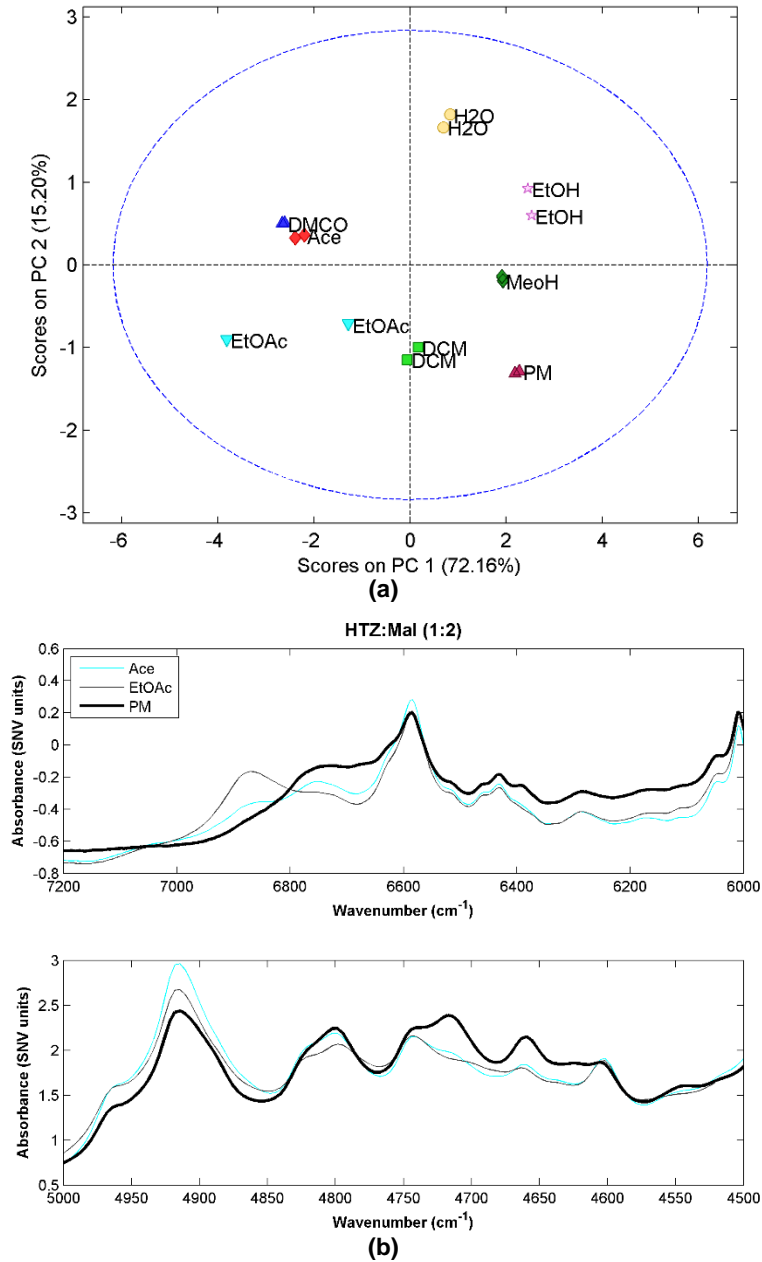 3
2
1
0
-1
-2
-3
Scores on PC 2 (15.20%)
H2O
H2O
EtOH
EtOH
DMCO
Ace
MeoH
EtOAc
EtOAc
DCM
DCM
PM
-6 -4 -2 0 2 4 6
Scores on PC 1 (72.16%)
(a)
HTZ:Mal (1:2)
0.6
0.4
0.2
0
-0.2
-0.4
-0.6
-0.8
Absorbance (SNV units)
Ace
EtOAc
PM
7200 7000 6800 6600 6400 6200 6000
Wavenumber (cm-1)
3
2.5
2
1.5
1
0.5
Absorbance (SNV units)
5000 4950 4900 4850 4800 4750 4700 4650 4600 4550 4500
Wavenumber (cm-1)
(b)